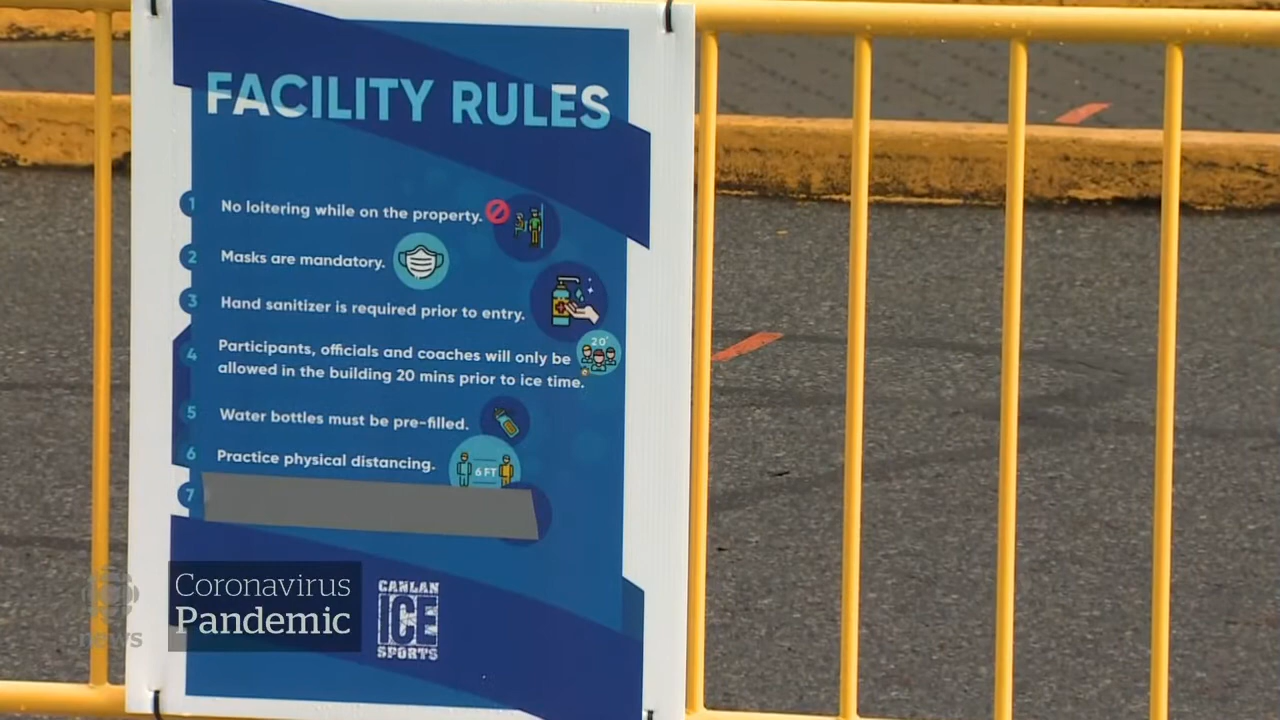 FACILITY RULES
1 No loitering while on the property.
2 Masks are mandatory.
3 Hand sanitizer is required prior to entry.
4 Participants, officials and coaches will only be
allowed in the building 20 mins prior to ice time.
20'
5 Water bottles must be pre-filled.
6 Practice physical distancing.
6 FT
7
news
Coronavirus
Pandemic
CANLAN
ICE
SPORTS